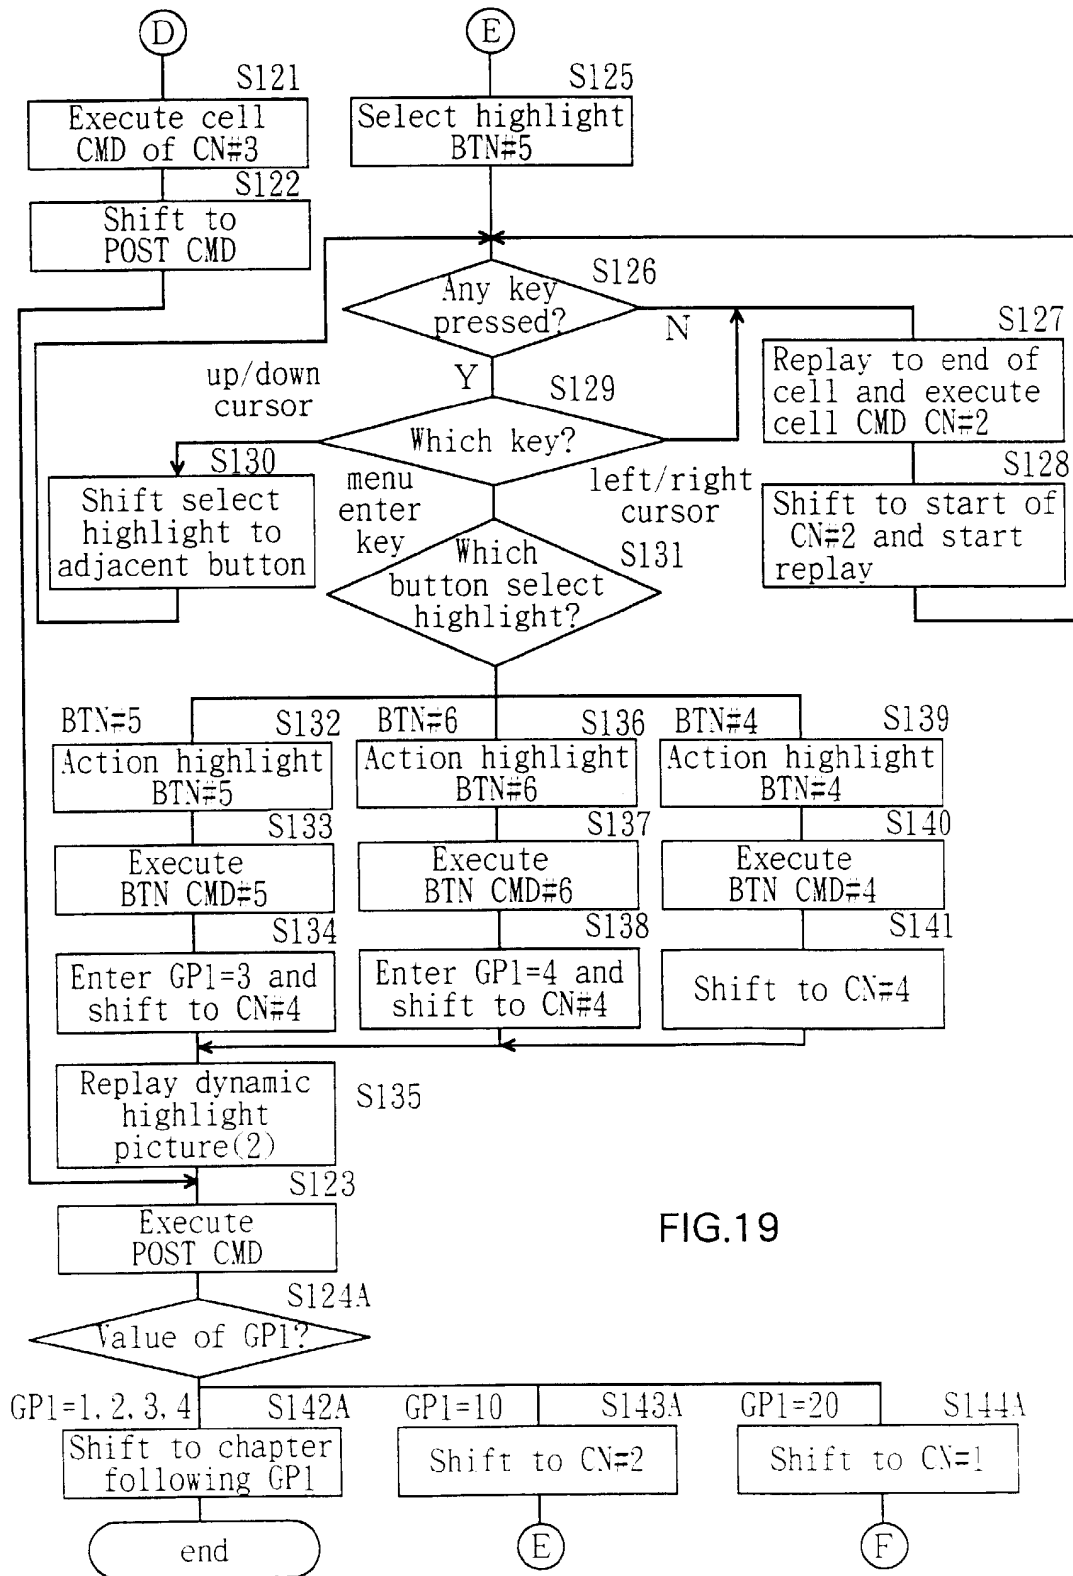 D
E
S121
Execute cell
CMD of CN#3
S122
Shift to
POST CMD
S125
Select highlight
BTN#5
S126
Any key
pressed?
N
Y
S127
Replay to end of
cell and execute
cell CMD CN#2
S128
Shift to start of
CN#2 and start
replay
up/down
cursor
S129
Which key?
S130
Shift select
highlight to
adjacent button
menu
enter
key
left/right
cursor
S131
Which
button select
highlight?
BTN#5
S132
Action highlight
BTN#5
S133
Execute
BTN CMD#5
S134
Enter GP1=3 and
shift to CN#4
BTN#6
S136
Action highlight
BTN#6
S137
Execute
BTN CMD#6
S138
Enter GP1=4 and
shift to CN#4
BTN#4
S139
Action highlight
BTN#4
S140
Execute
BTN CMD#4
S141
Shift to CN#4
Replay dynamic
highlight
picture(2)
S135
S123
Execute
POST CMD
FIG.19
S124A
Value of GP1?
GP1=1, 2, 3, 4
S142A
Shift to chapter
following GP1
end
GP1=10
S143A
Shift to CN=2
E
GP1=20
S144A
Shift to CN=1
F